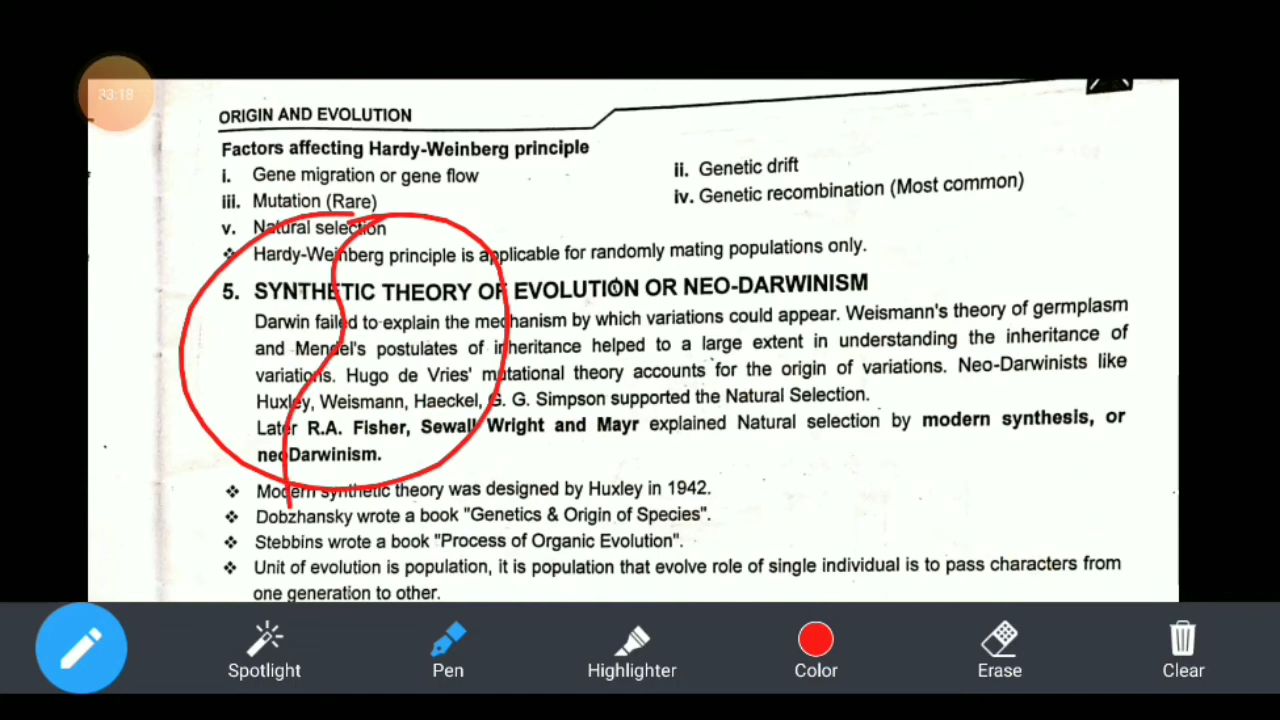 33:18
ORIGIN AND EVOLUTION
Factors affecting Hardy-Weinberg principle
i. Gene migration or gene flow
ii. Genetic drift
iii. Mutation (Rare)
iv. Genetic recombination (Most common)
v. Natural selection
❖ Hardy-Weinberg principle is applicable for randomly mating populations only.
5. SYNTHETIC THEORY OF EVOLUTION OR NEO-DARWINISM
Darwin failed to explain the mechanism by which variations could appear. Weismann's theory of germplasm
and Mendel's postulates of inheritance helped to a large extent in understanding the inheritance of
variations. Hugo de Vries' mutational theory accounts for the origin of variations. Neo-Darwinists like
Huxley, Weismann, Haeckel, G. G. Simpson supported the Natural Selection.
Later R.A. Fisher, Sewall Wright and Mayr explained Natural selection by modern synthesis, or
neoDarwinism.
❖ Modern synthetic theory was designed by Huxley in 1942.
❖ Dobzhansky wrote a book "Genetics & Origin of Species".
❖ Stebbins wrote a book "Process of Organic Evolution".
❖ Unit of evolution is population, it is population that evolve role of single individual is to pass characters from
one generation to other.
Spotlight
Pen
Highlighter
Color
Erase
Clear